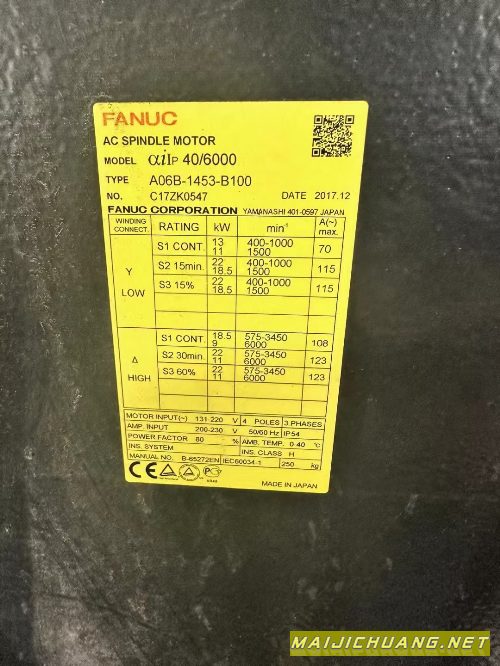 FANUC
AC SPINDLE MOTOR
MODEL αiIP 40/6000
TYPE A06B-1453-B100
NO. C17ZK0547 DATE 2017.12
FANUC CORPORATION YAMANASHI 401-0597 JAPAN
WINDING CONNECT. RATING kW min⁻¹ A(~) max.
Y LOW
S1 CONT. 13 11 400-1000 1500 70
S2 15min. 22 18.5 400-1000 1500 115
S3 15% 22 18.5 400-1000 1500 115
Δ HIGH
S1 CONT. 18.5 9 575-3450 6000 108
S2 30min. 22 11 575-3450 6000 123
S3 60% 22 11 575-3450 6000 123
MOTOR INPUT(~) 131-220 V 4 POLES 3 PHASES
AMP. INPUT 200-230 V 50/60 Hz IP54
POWER FACTOR 80 % AMB. TEMP. 0-40 ℃
INS. SYSTEM INS. CLASS H
MANUAL NO. B-65272EN IEC60034-1 250 kg
CE
MADE IN JAPAN
MAIJICHUANG.NET